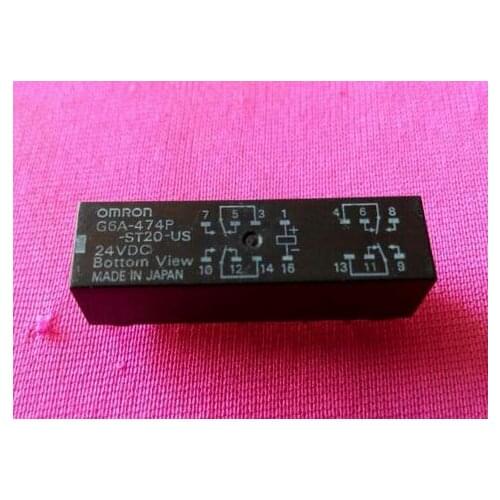 OMRON
G6A-474P
-ST20-US
24VDC
Bottom View
MADE IN JAPAN
7 5 3 1 4 6 8
10 12 14 16 13 11 9